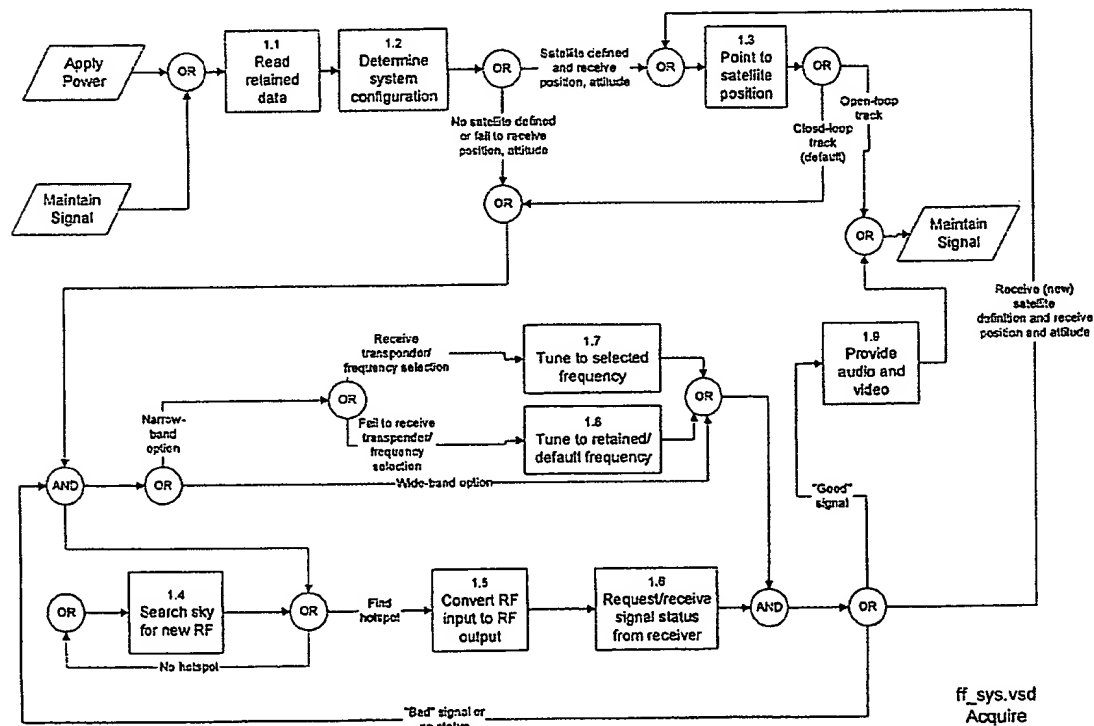 Apply
Power
OR
1.1
Read
retained
data
1.2
Determine
system
configuration
OR
Satellite defined
and receive
position, attitude
OR
1.3
Point to
satellite
position
OR
Open-loop
track
Closd-loop
track
(default)
No satellite defined
or fail to receive
position, attitude
Maintain
Signal
OR
OR
Maintain
Signal
Receive (new)
satellite
definition and receive
position and attitude
Receive
transponder/
frequency selection
1.7
Tune to selected
frequency
1.9
Provide
audio and
video
OR
OR
Narrow-
band
option
Fail to receive
transponder/
frequency
selection
1.8
Tune to retained/
default frequency
AND
OR
Wide-band option
"Good"
signal
OR
1.4
Search sky
for new RF
OR
Find
hotspot
1.5
Convert RF
input to RF
output
1.6
Request/receive
signal status
from receiver
AND
OR
No hotspot
"Bad" signal or
ff_sys.vsd
Acquire